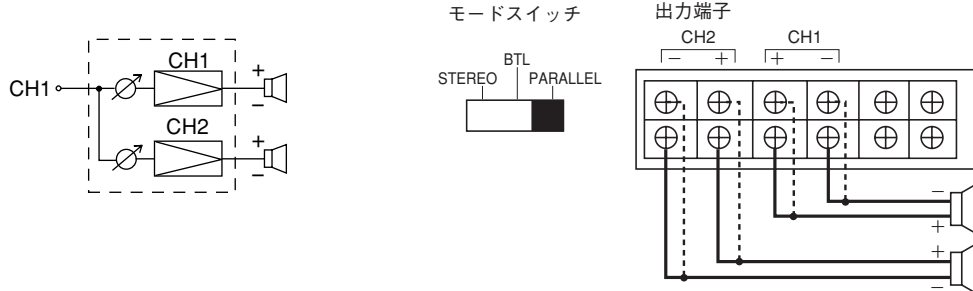 CH1
CH1
+
−
CH2
+
−
モードスイッチ
BTL
STEREO PARALLEL
出力端子
CH2 CH1
− + + −
−
+
+
−